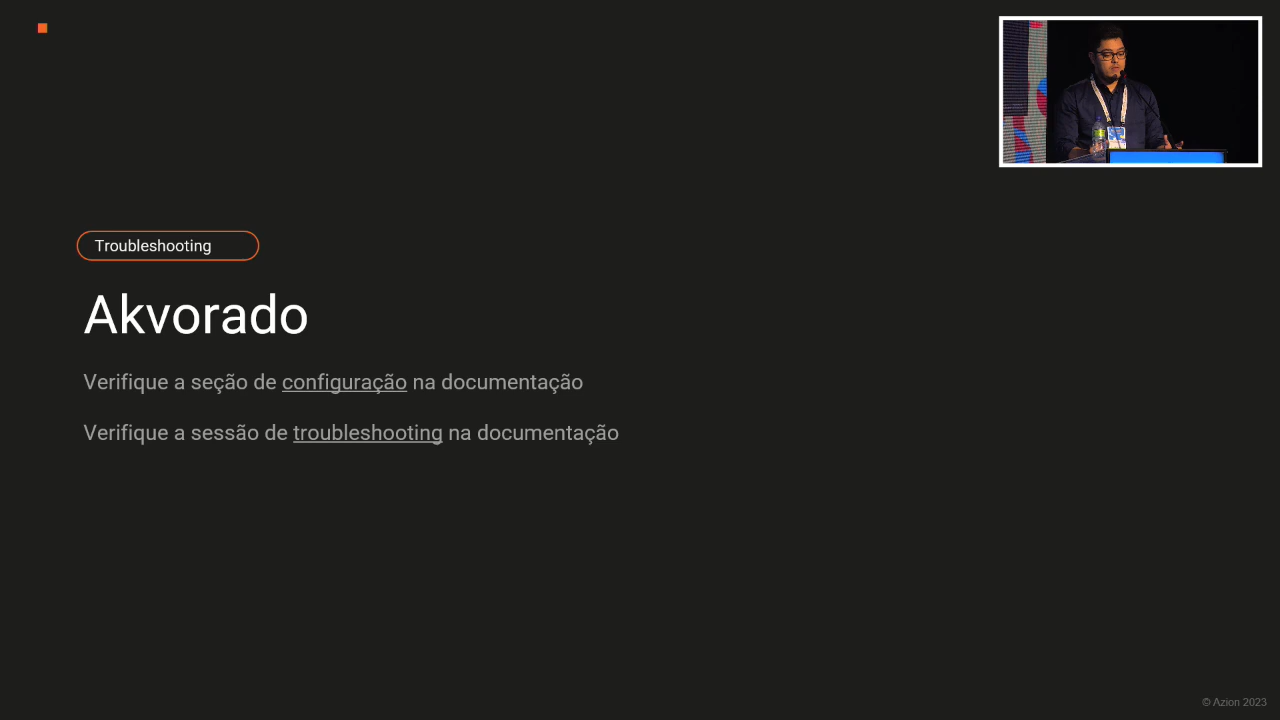 Troubleshooting
Akvorado
Verifique a seção de configuração na documentação
Verifique a sessão de troubleshooting na documentação
© Azion 2023